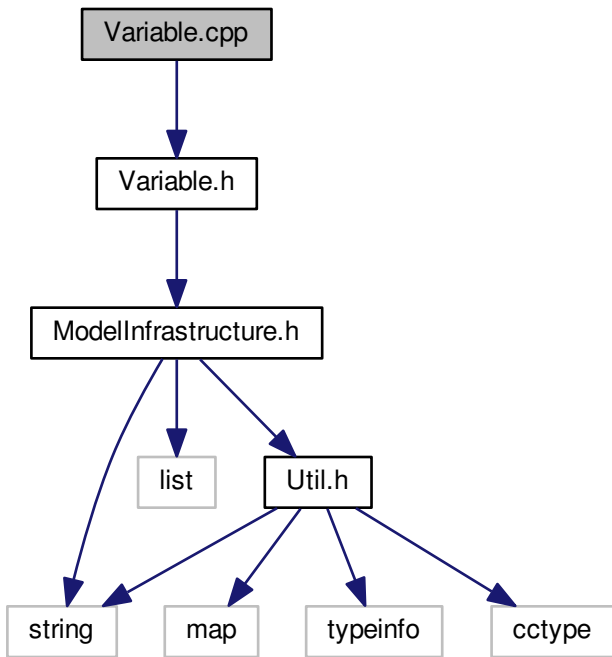 Variable.cpp
Variable.h
ModelInfrastructure.h
list
Util.h
string
map
typeinfo
cctype